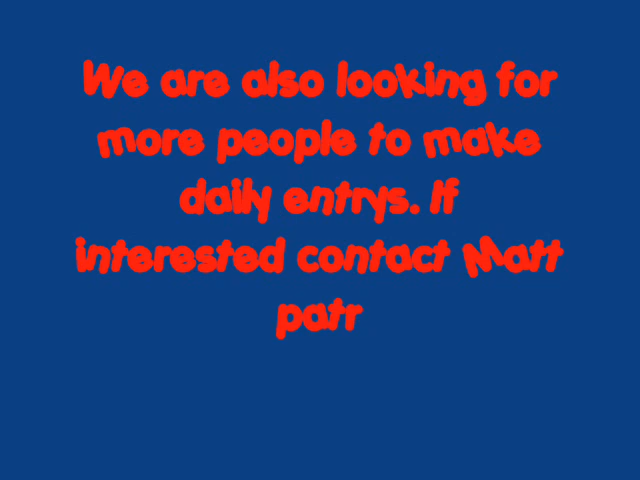 We are also looking for
more people to make
daily entrys. If
interested contact Matt
patr